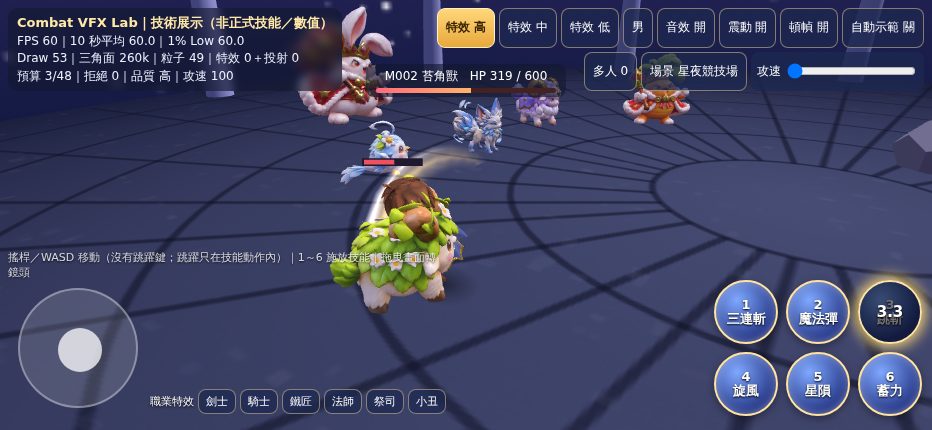 Combat VFX Lab｜技術展示（非正式技能／數值）
FPS 60｜10 秒平均 60.0｜1% Low 60.0
Draw 53｜三角面 260k｜粒子 49｜特效 0＋投射 0
預算 3/48｜拒絕 0｜品質 高｜攻速 100
特效 高
特效 中
特效 低
男
音效 開
震動 開
頓幀 開
自動示範 關
多人 0
場景 星夜競技場
攻速
M002 苔角獸 HP 319 / 600
搖桿／WASD 移動（沒有跳躍鍵；跳躍只在技能動作內）｜1～6 施放技能｜拖曳畫面轉
鏡頭
1
三連斬
2
魔法彈
3
3.3
跳斬
4
旋風
5
星隕
6
蓄力
職業特效
劍士
騎士
鐵匠
法師
祭司
小丑